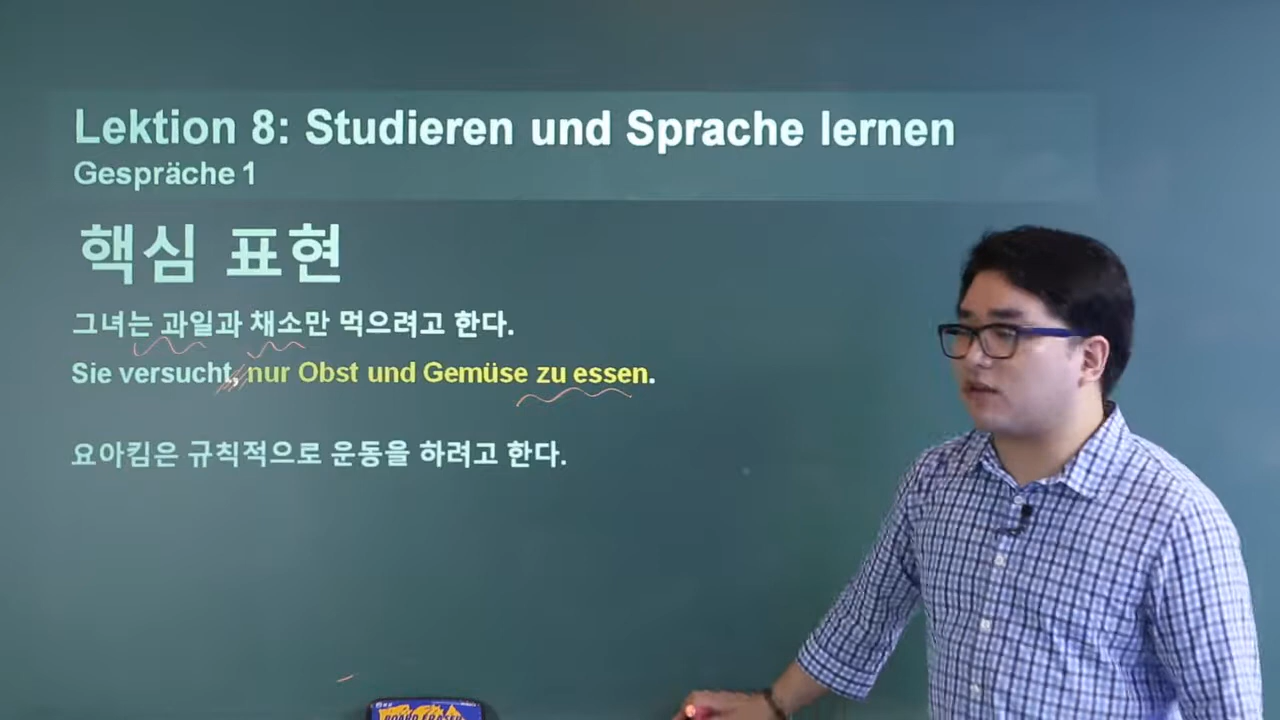 Lektion 8: Studieren und Sprache lernen
Gespräche 1
핵심 표현
그녀는 과일과 채소만 먹으려고 한다.
Sie versucht, nur Obst und Gemüse zu essen.
요아킴은 규칙적으로 운동을 하려고 한다.
BOARD ERASER